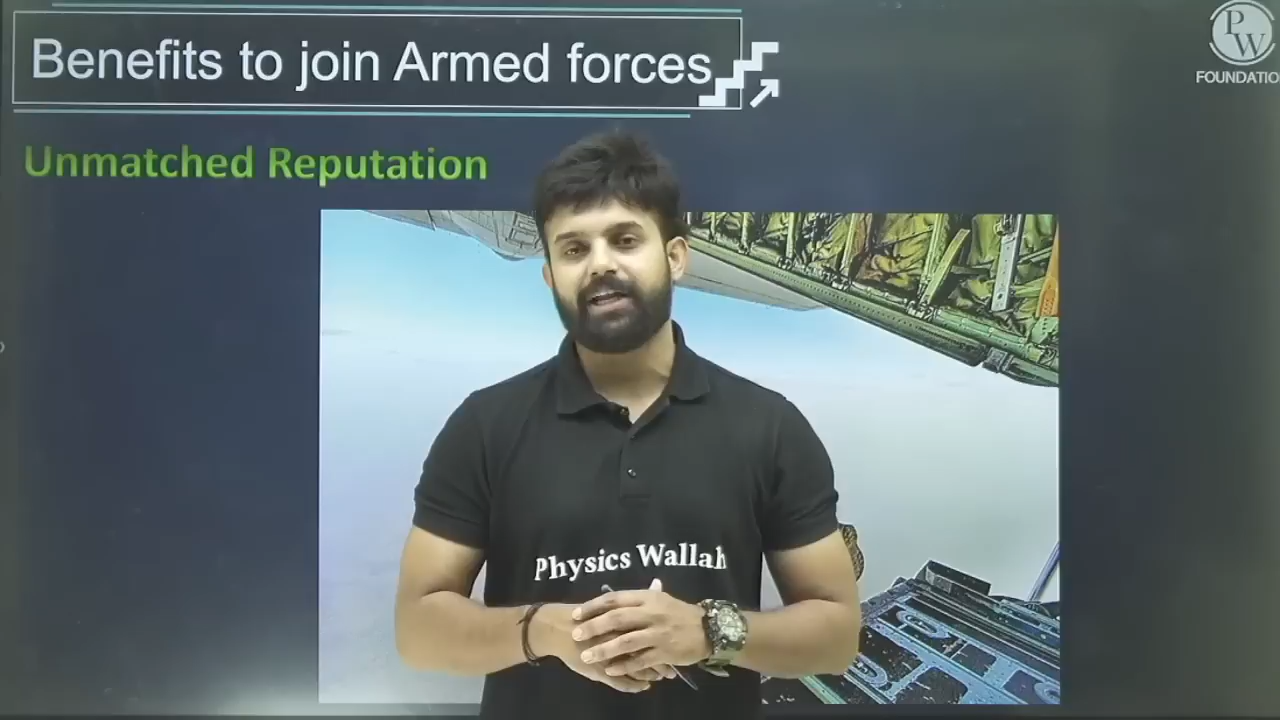 Benefits to join Armed forces
PW
FOUNDATIO
Unmatched Reputation
Physics Wallah